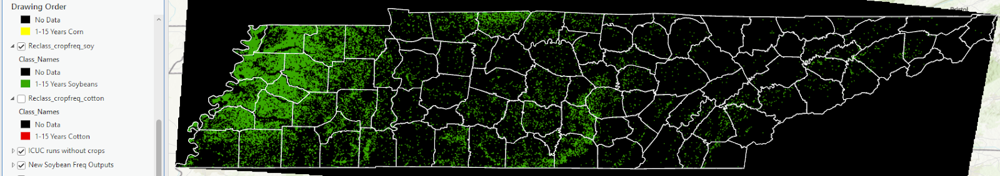 Drawing Order
No Data
1-15 Years Corn
Reclass_cropfreq_soy
Class_Names
No Data
1-15 Years Soybeans
Reclass_cropfreq_cotton
Class_Names
No Data
1-15 Years Cotton
ICUC runs without crops
New Soybean Freq Outputs
Bristol